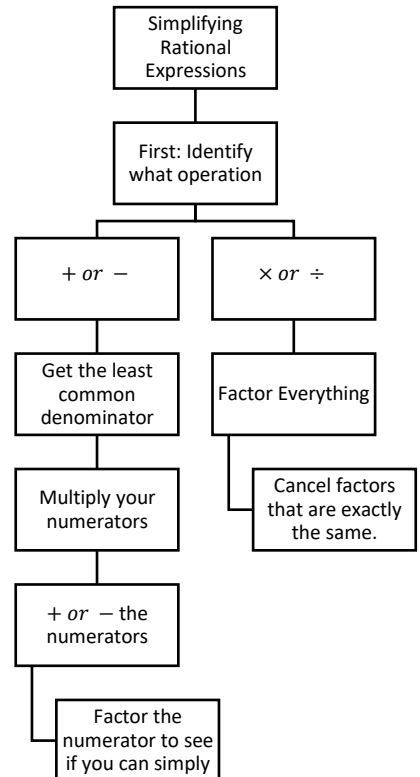 Simplifying
Rational
Expressions
First: Identify
what operation
+ or −
× or ÷
Get the least
common
denominator
Factor Everything
Multiply your
numerators
Cancel factors
that are exactly
the same.
+ or − the
numerators
Factor the
numerator to see
if you can simply